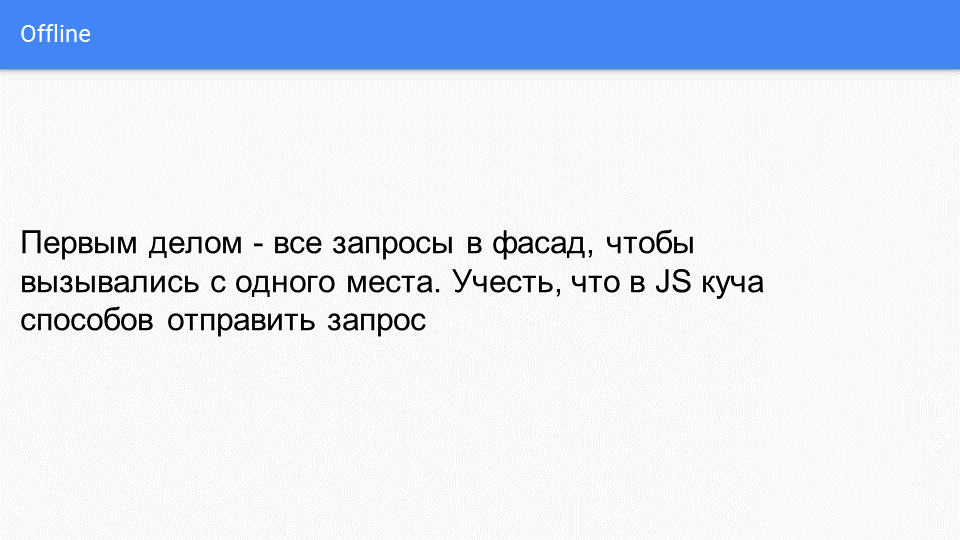 Offline
Первым делом - все запросы в фасад, чтобы
вызывались с одного места. Учесть, что в JS куча
способов отправить запрос